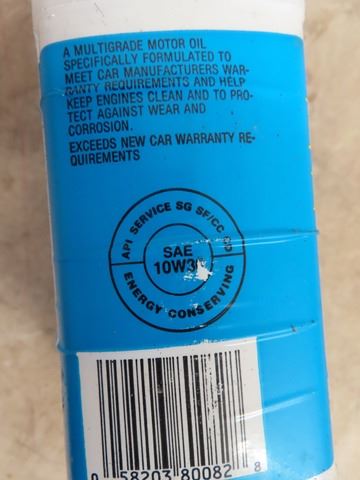 A MULTIGRADE MOTOR OIL
SPECIFICALLY FORMULATED TO
MEET CAR MANUFACTURERS WAR-
RANTY REQUIREMENTS AND HELP
KEEP ENGINES CLEAN AND TO PRO-
TECT AGAINST WEAR AND
CORROSION.
EXCEEDS NEW CAR WARRANTY RE-
QUIREMENTS
API SERVICE SG SF/CC
SAE
ENERGY CONSERVING
0 58203 80082 8